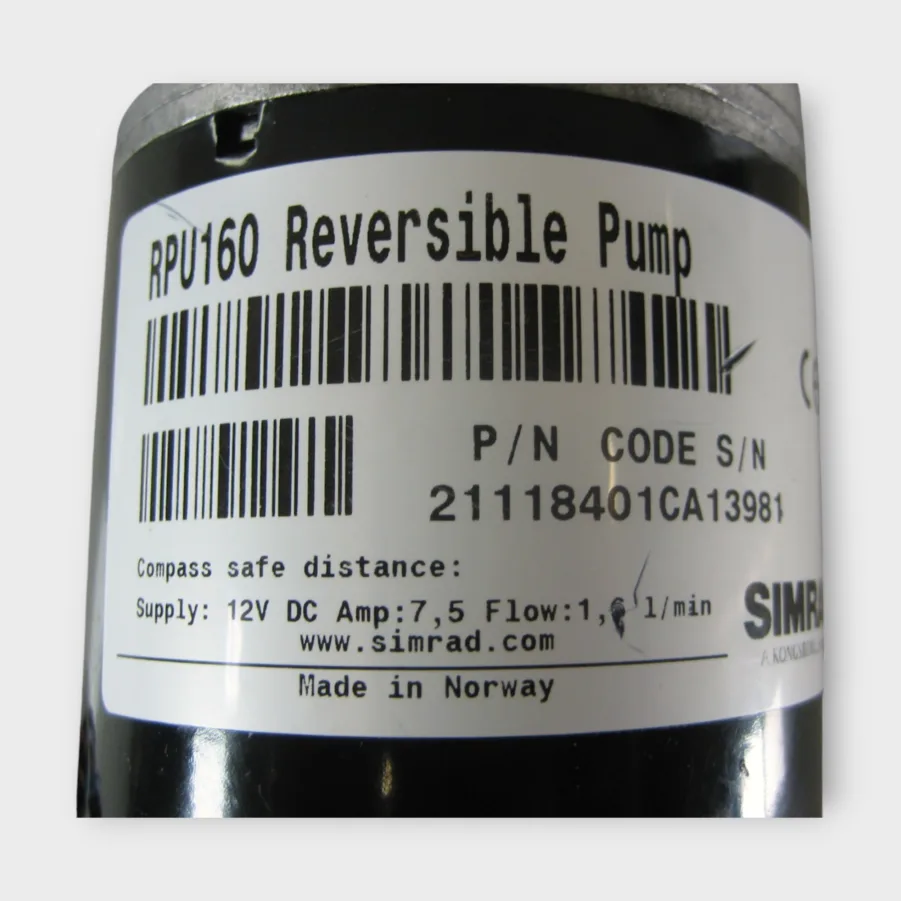 RPU160 Reversible Pump
P/N CODE S/N
21118401CA13981
Compass safe distance:
Supply: 12V DC Amp:7,5 Flow:1, l/min
www.simrad.com
SIMRA
Made in Norway